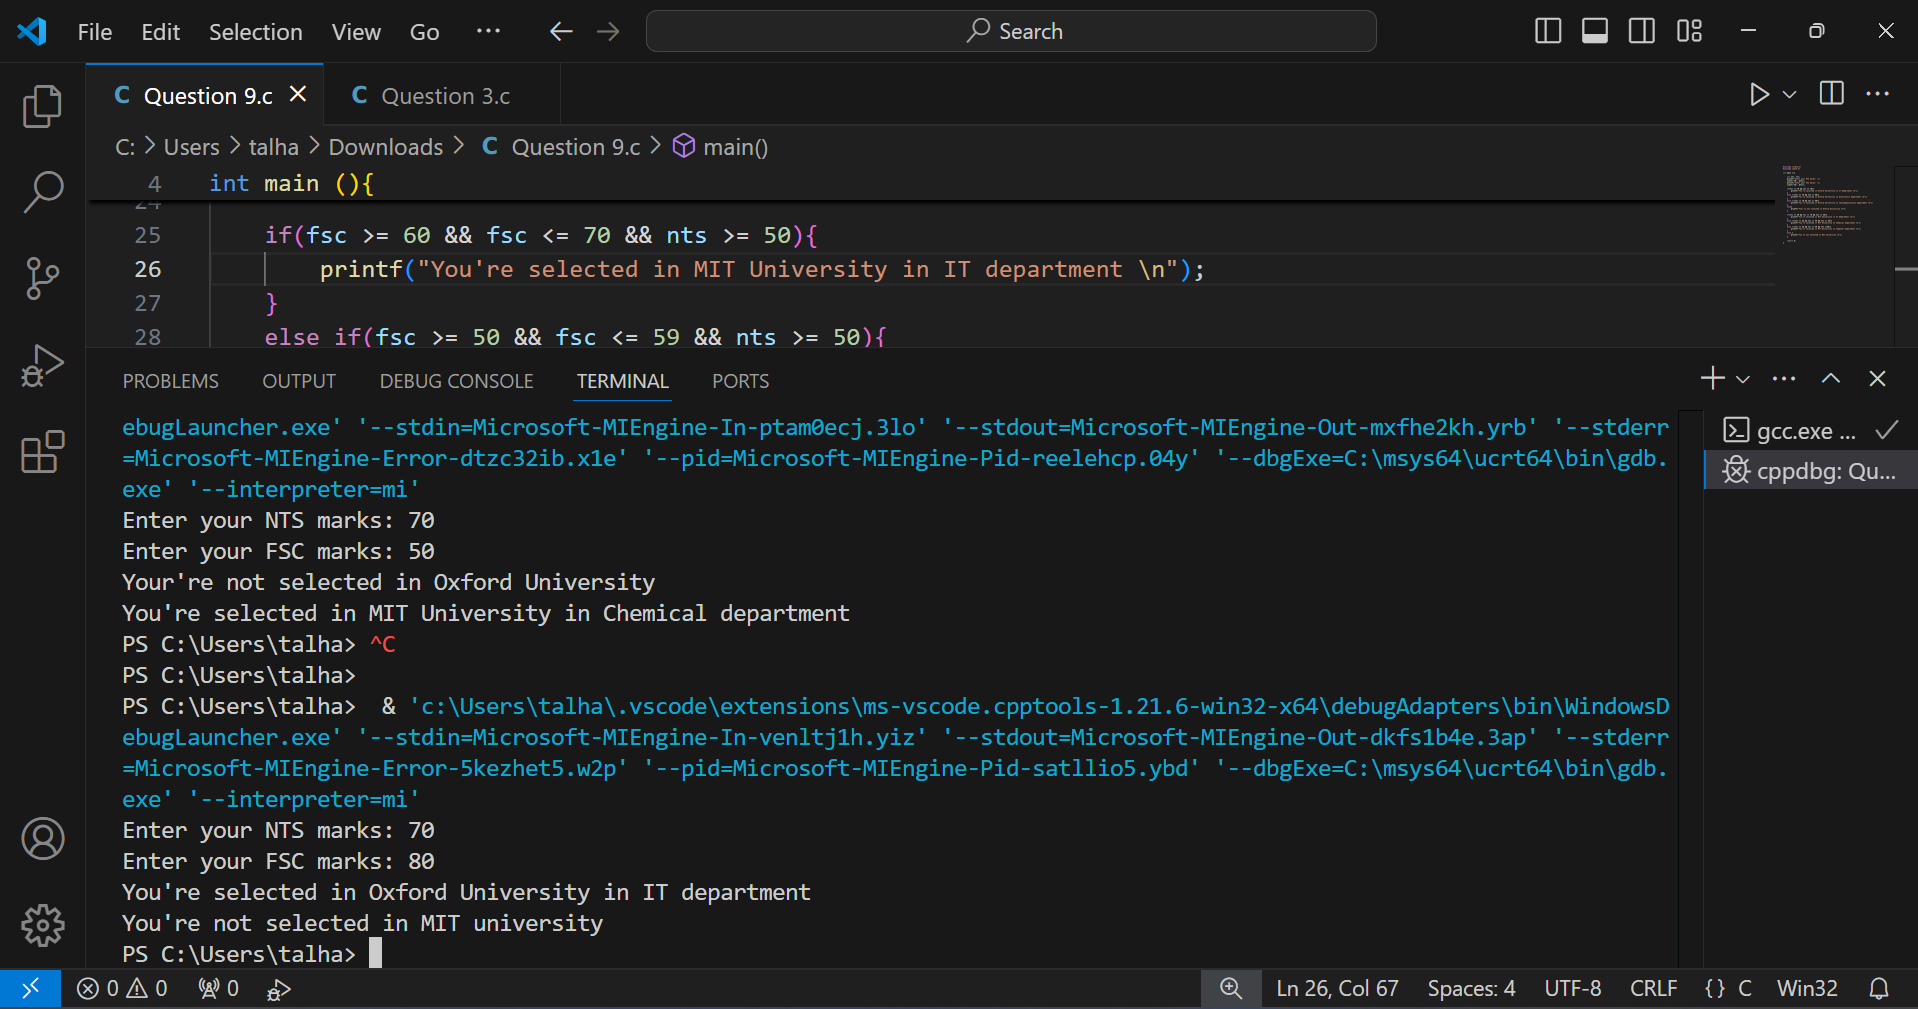 File Edit Selection View Go ··· Search
Question 9.c Question 3.c
C: > Users > talha > Downloads > C Question 9.c > main()
4 int main (){
24
25 if(fsc >= 60 && fsc <= 70 && nts >= 50){
26 printf("You're selected in MIT University in IT department \n");
27 }
28 else if(fsc >= 50 && fsc <= 59 && nts >= 50){
PROBLEMS OUTPUT DEBUG CONSOLE TERMINAL PORTS
ebugLauncher.exe' '--stdin=Microsoft-MIEngine-In-ptam0ecj.3lo' '--stdout=Microsoft-MIEngine-Out-mxfhe2kh.yrb' '--stderr
=Microsoft-MIEngine-Error-dtzc32ib.x1e' '--pid=Microsoft-MIEngine-Pid-reelehcp.04y' '--dbgExe=C:\msys64\ucrt64\bin\gdb.
exe' '--interpreter=mi'
Enter your NTS marks: 70
Enter your FSC marks: 50
Your're not selected in Oxford University
You're selected in MIT University in Chemical department
PS C:\Users\talha> ^C
PS C:\Users\talha>
PS C:\Users\talha>  & 'c:\Users\talha\.vscode\extensions\ms-vscode.cpptools-1.21.6-win32-x64\debugAdapters\bin\WindowsD
ebugLauncher.exe' '--stdin=Microsoft-MIEngine-In-venltj1h.yiz' '--stdout=Microsoft-MIEngine-Out-dkfs1b4e.3ap' '--stderr
=Microsoft-MIEngine-Error-5kezhet5.w2p' '--pid=Microsoft-MIEngine-Pid-satllio5.ybd' '--dbgExe=C:\msys64\ucrt64\bin\gdb.
exe' '--interpreter=mi'
Enter your NTS marks: 70
Enter your FSC marks: 80
You're selected in Oxford University in IT department
You're not selected in MIT university
PS C:\Users\talha>
gcc.exe ...
cppdbg: Qu...
0 0 0 Ln 26, Col 67 Spaces: 4 UTF-8 CRLF {} C Win32